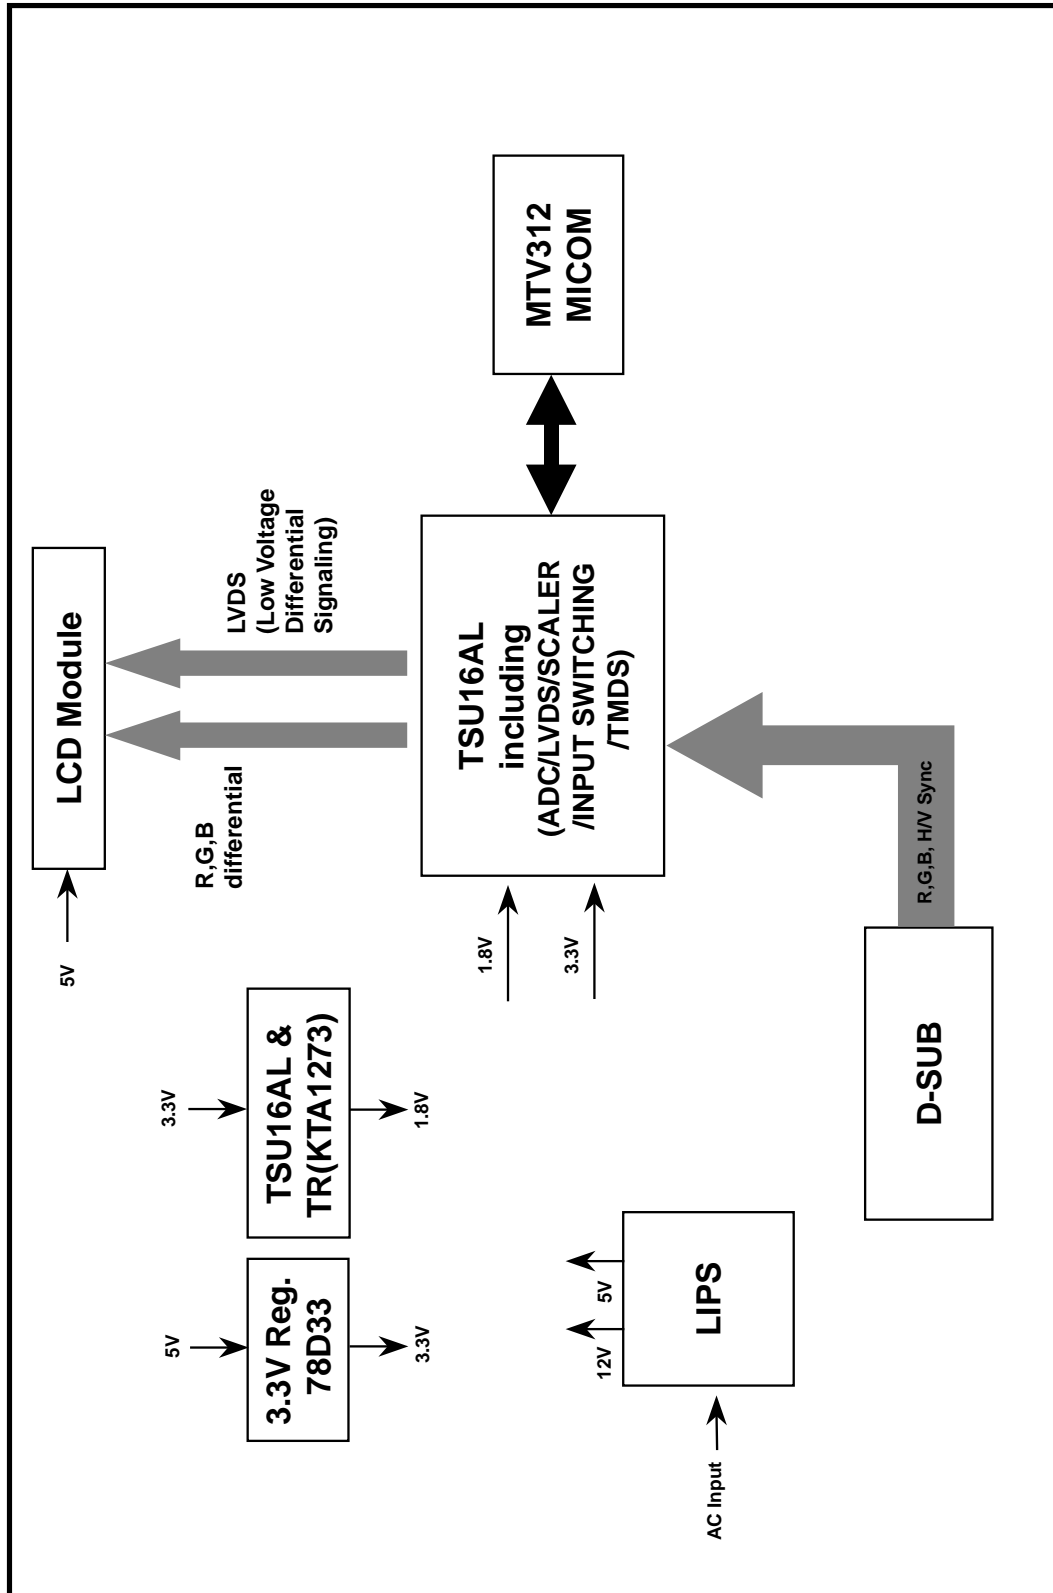 LCD Module
5V
R,G,B
differential
LVDS
(Low Voltage
Differential
Signaling)
3.3V
TSU16AL &
TR(KTA1273)
1.8V
5V
3.3V Reg.
78D33
3.3V
TSU16AL
including
(ADC/LVDS/SCALER
/INPUT SWITCHING
/TMDS)
1.8V
3.3V
MTV312
MICOM
12V
5V
LIPS
AC Input
D-SUB
R,G,B, H/V Sync